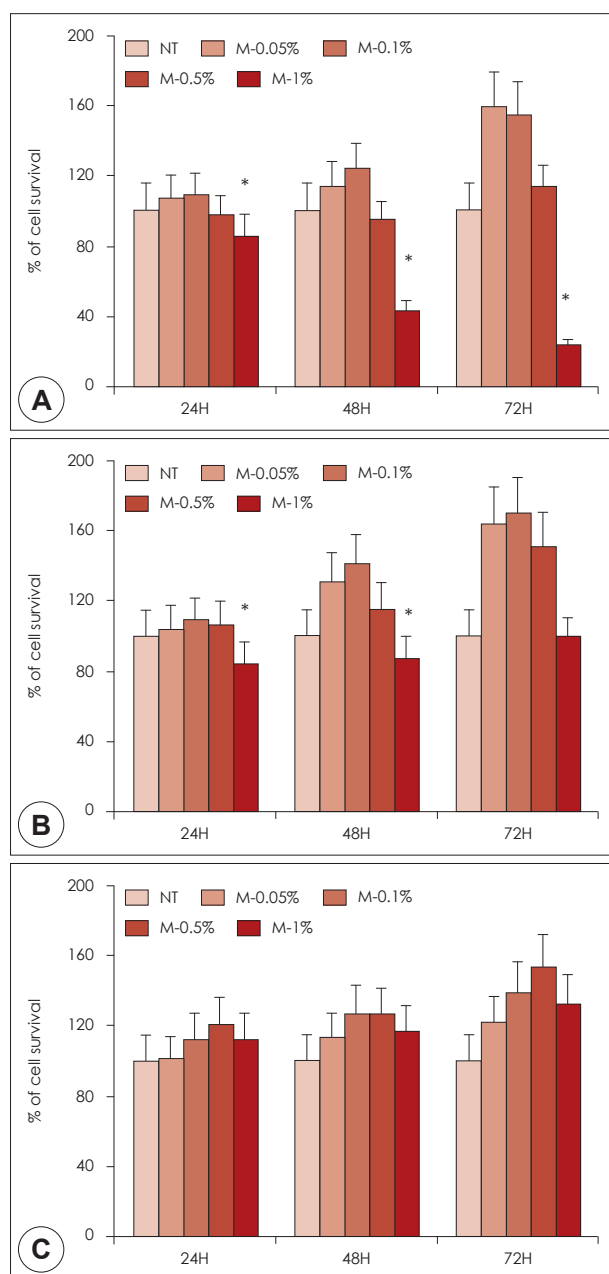 200
NT M-0.05% M-0.1%
M-0.5% M-1%
160
120
80
40
0
% of cell survival
* * *
24H 48H 72H
A
200
NT M-0.05% M-0.1%
M-0.5% M-1%
160
120
80
40
0
% of cell survival
* *
24H 48H 72H
B
200
NT M-0.05% M-0.1%
M-0.5% M-1%
160
120
80
40
0
% of cell survival
24H 48H 72H
C